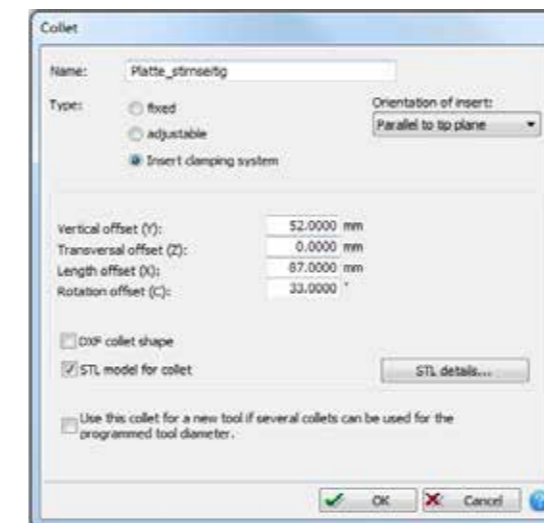 Collet
Name: Platte_stirnseitig
Type: fixed
Orientation of insert:
adjustable
Parallel to tip plane
Insert clamping system
Vertical offset (Y): 52.0000 mm
Transversal offset (Z): 0.0000 mm
Length offset (X): 87.0000 mm
Rotation offset (C): 33.0000 °
DXF collet shape
STL model for collet
STL details...
Use this collet for a new tool if several collets can be used for the
programmed tool diameter.
OK Cancel ?